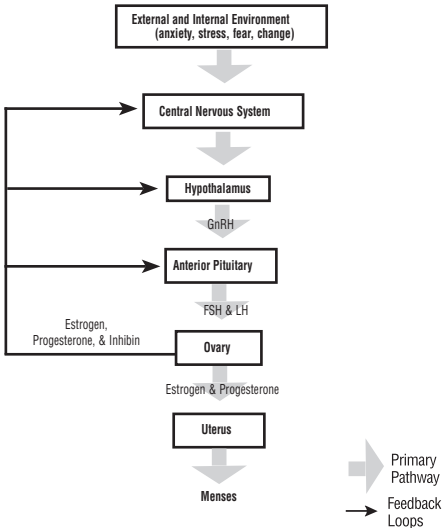 External and Internal Environment
(anxiety, stress, fear, change)
Central Nervous System
Hypothalamus
GnRH
Anterior Pituitary
FSH & LH
Estrogen,
Progesterone, & Inhibin
Ovary
Estrogen & Progesterone
Uterus
Menses
Primary
Pathway
Feedback
Loops